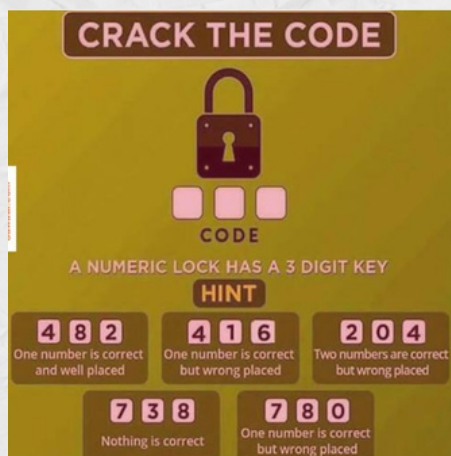 CRACK THE CODE
CODE
A NUMERIC LOCK HAS A 3 DIGIT KEY
HINT
4 8 2
One number is correct
and well placed
4 1 6
One number is correct
but wrong placed
2 0 4
Two numbers are correct
but wrong placed
7 3 8
Nothing is correct
7 8 0
One number is correct
but wrong placed